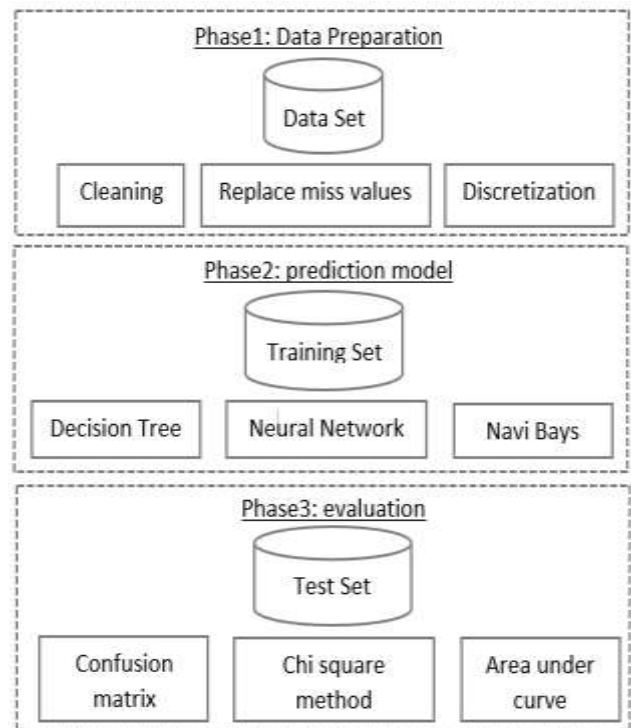 Phase1: Data Preparation
Data Set
Cleaning
Replace miss values
Discretization
Phase2: prediction model
Training Set
Decision Tree
Neural Network
Navi Bays
Phase3: evaluation
Test Set
Confusion
matrix
Chi square
method
Area under
curve